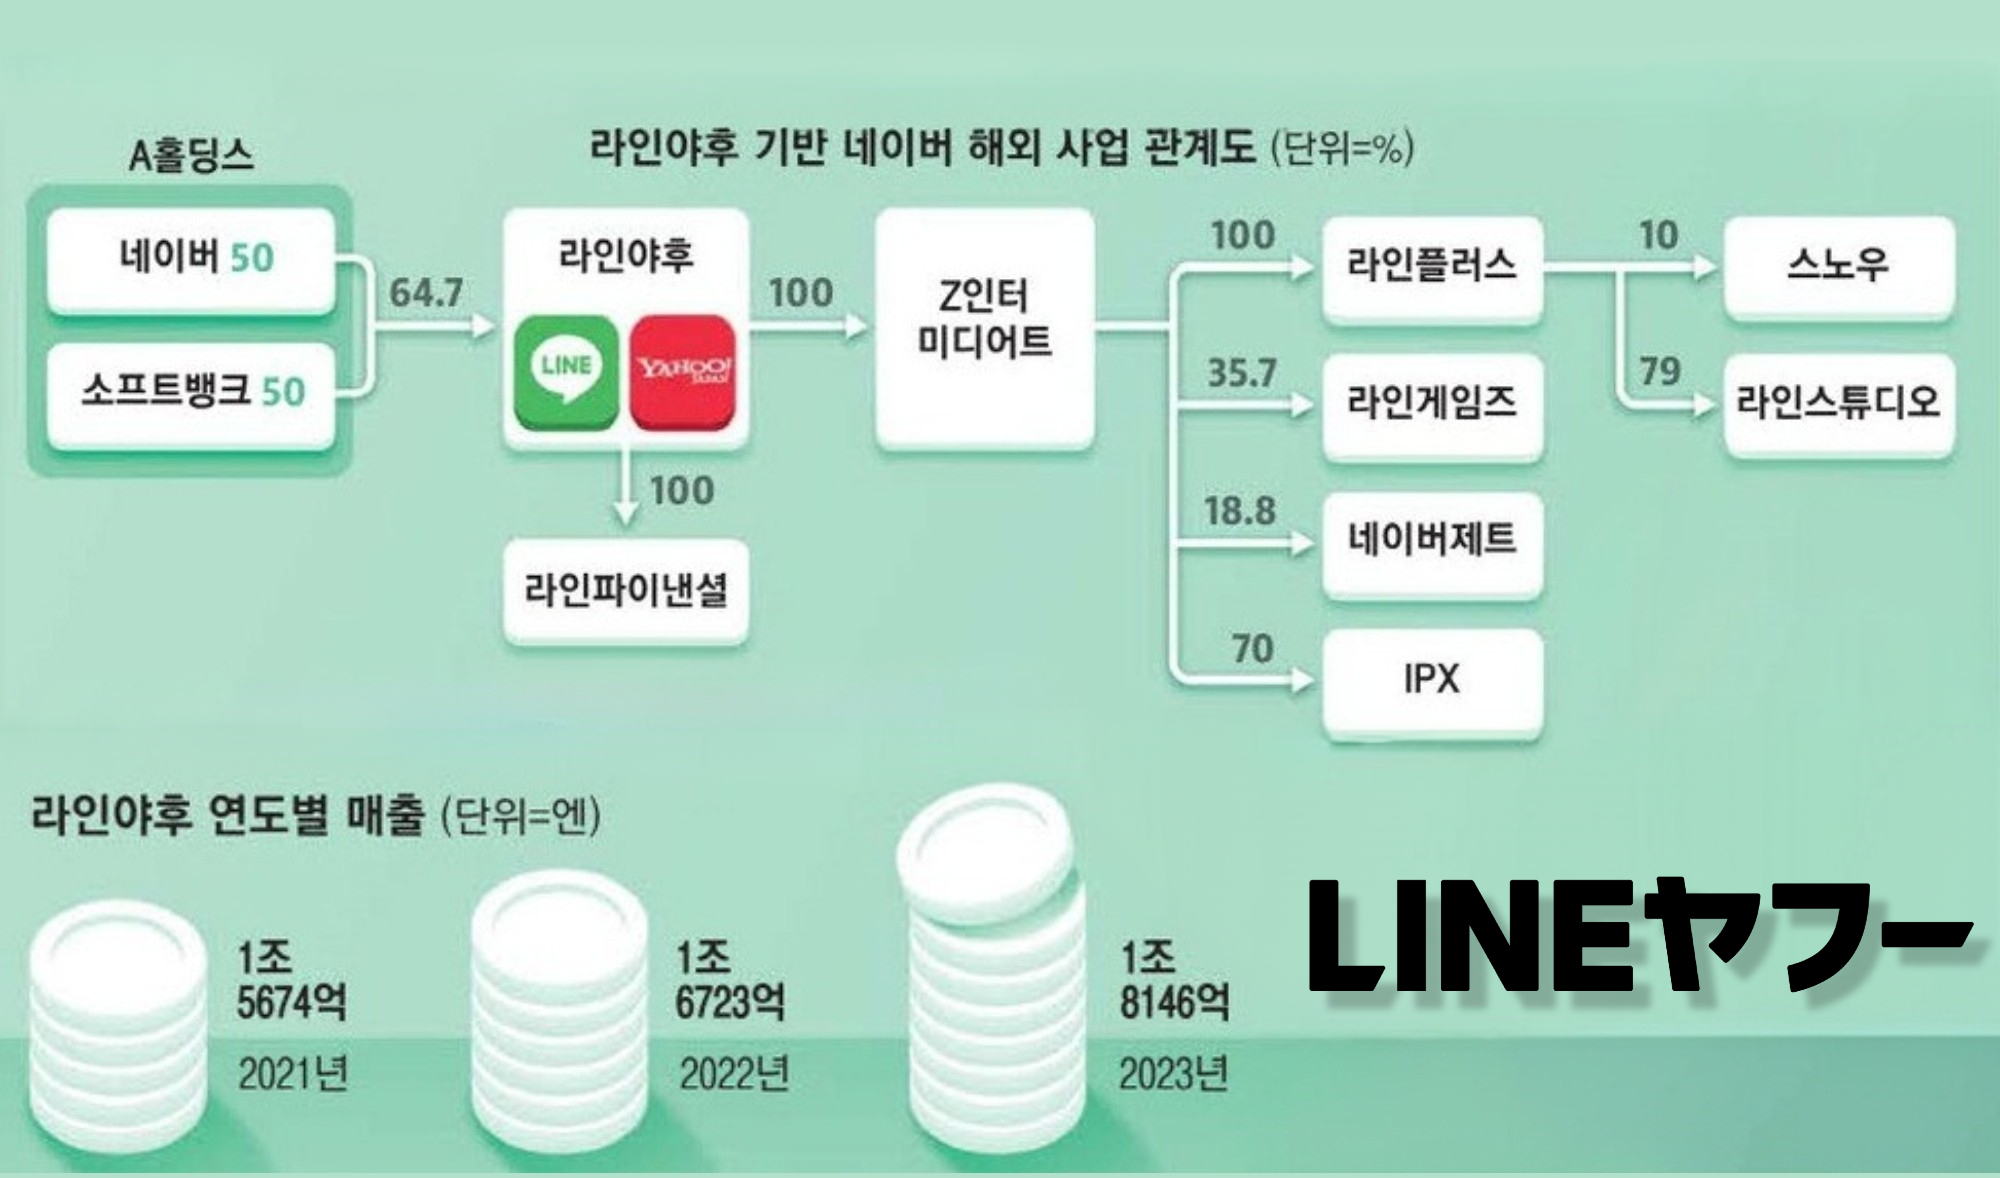 라인야후 기반 네이버 해외 사업 관계도 (단위=%)
A홀딩스
네이버 50
소프트뱅크 50
64.7
라인야후
LINE
YAHOO!
JAPAN
100
라인파이낸셜
100
Z인터
미디어트
100
라인플러스
35.7
라인게임즈
18.8
네이버제트
70
IPX
10
스노우
79
라인스튜디오
라인야후 연도별 매출 (단위=엔)
1조
5674억
2021년
1조
6723억
2022년
1조
8146억
2023년
LINEヤフー